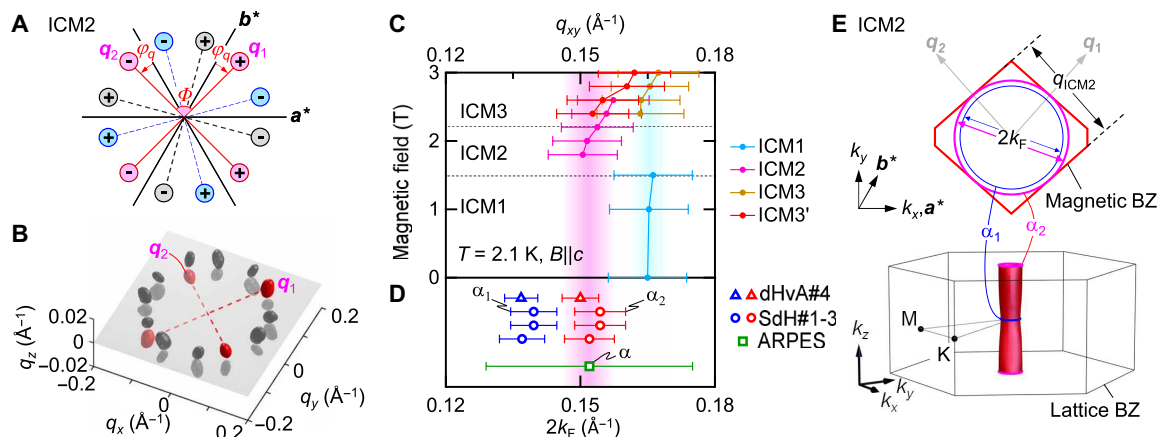 A
ICM2
b*
q₂
φq
φq
q₁
Φ
a*
- - + +
+ -
+ -
- - + +
B
q₂
q₁
0.02
0
-0.02
qz (Å⁻¹)
-0.2
0
0.2
qx (Å⁻¹)
0.2
0
-0.2
qy (Å⁻¹)
C
qxy (Å⁻¹)
0.12 0.15 0.18
Magnetic field (T)
3
2
1
0
ICM3
ICM2
ICM1
T = 2.1 K, B||c
ICM1
ICM2
ICM3
ICM3'
D
α₁
α₂
α
dHvA#4
SdH#1-3
ARPES
0.12 0.15 0.18
2kF (Å⁻¹)
E
ICM2
q₂
q₁
qICM2
2kF
ky
b*
kx,a*
Magnetic BZ
α₁
α₂
M
K
kz
ky
kx
Lattice BZ